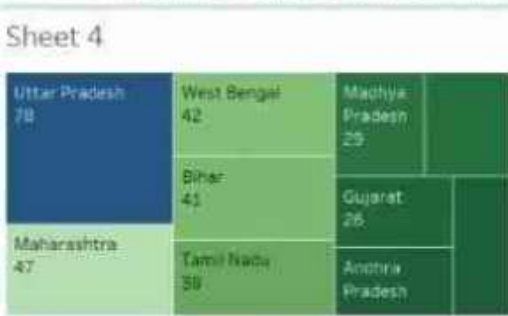 Sheet 4
Uttar Pradesh
78
West Bengal
42
Madhya
Pradesh
29
Bihar
41
Gujarat
26
Maharashtra
47
Tamil Nadu
39
Andhra
Pradesh